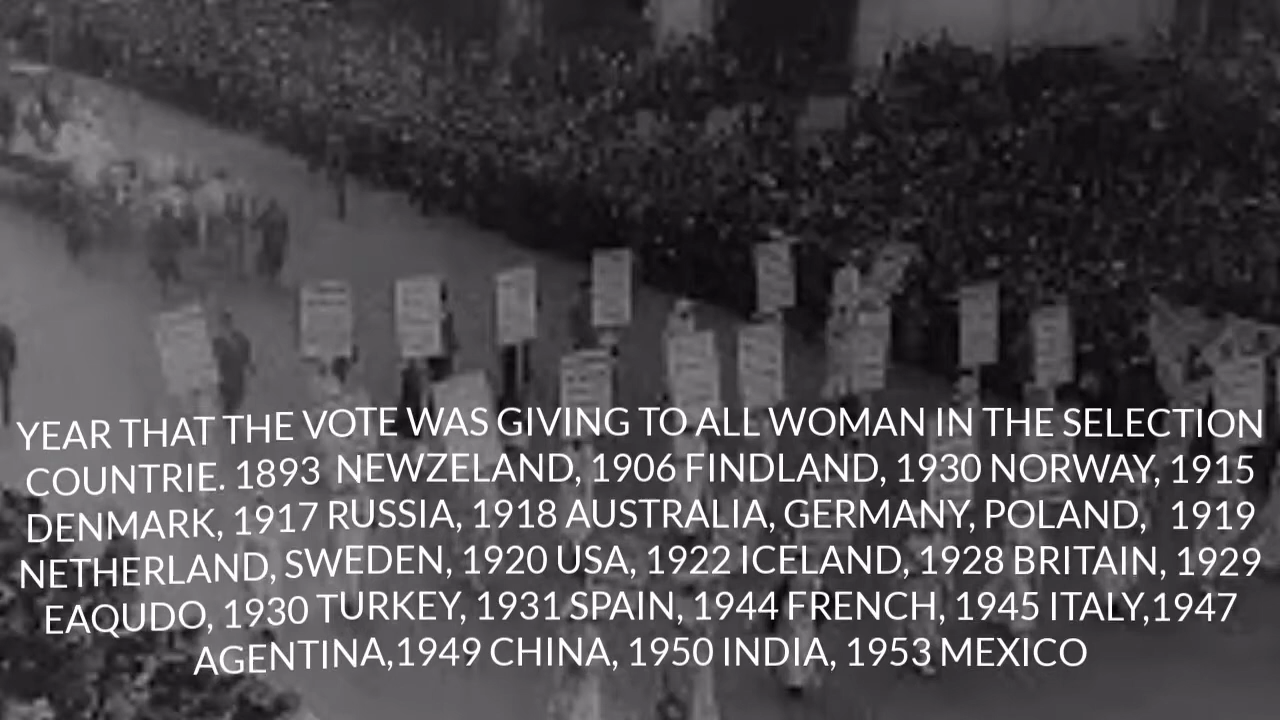 YEAR THAT THE VOTE WAS GIVING TO ALL WOMAN IN THE SELECTION
COUNTRIE. 1893 NEWZELAND, 1906 FINDLAND, 1930 NORWAY, 1915
DENMARK, 1917 RUSSIA, 1918 AUSTRALIA, GERMANY, POLAND, 1919
NETHERLAND, SWEDEN, 1920 USA, 1922 ICELAND, 1928 BRITAIN, 1929
EAQUDO, 1930 TURKEY, 1931 SPAIN, 1944 FRENCH, 1945 ITALY,1947
AGENTINA,1949 CHINA, 1950 INDIA, 1953 MEXICO